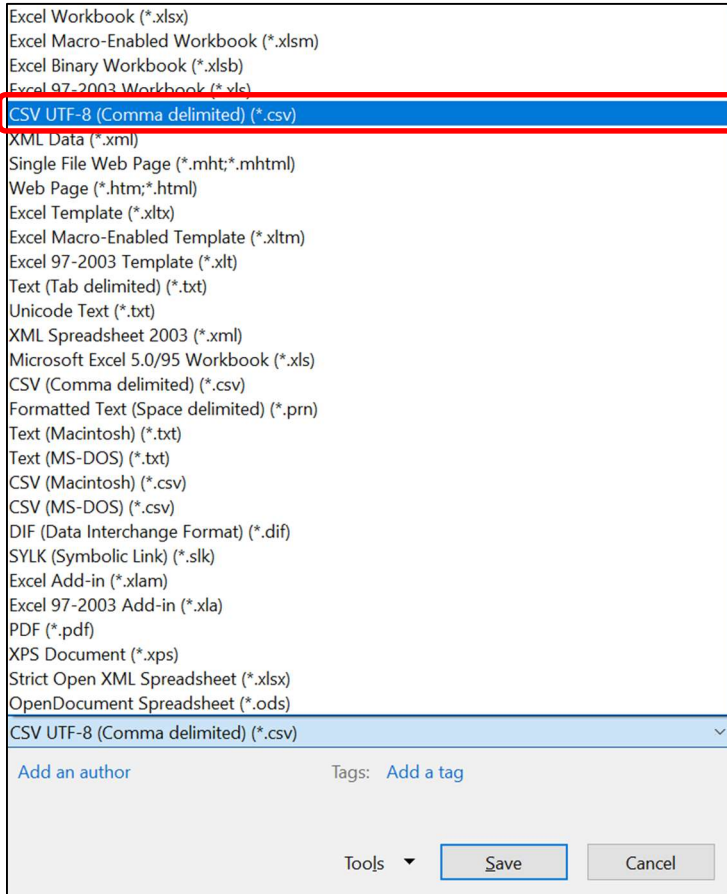 Excel Workbook (*.xlsx)
Excel Macro-Enabled Workbook (*.xlsm)
Excel Binary Workbook (*.xlsb)
Excel 97-2003 Workbook (*.xls)
CSV UTF-8 (Comma delimited) (*.csv)
XML Data (*.xml)
Single File Web Page (*.mht;*.mhtml)
Web Page (*.htm;*.html)
Excel Template (*.xltx)
Excel Macro-Enabled Template (*.xltm)
Excel 97-2003 Template (*.xlt)
Text (Tab delimited) (*.txt)
Unicode Text (*.txt)
XML Spreadsheet 2003 (*.xml)
Microsoft Excel 5.0/95 Workbook (*.xls)
CSV (Comma delimited) (*.csv)
Formatted Text (Space delimited) (*.prn)
Text (Macintosh) (*.txt)
Text (MS-DOS) (*.txt)
CSV (Macintosh) (*.csv)
CSV (MS-DOS) (*.csv)
DIF (Data Interchange Format) (*.dif)
SYLK (Symbolic Link) (*.slk)
Excel Add-in (*.xlam)
Excel 97-2003 Add-in (*.xla)
PDF (*.pdf)
XPS Document (*.xps)
Strict Open XML Spreadsheet (*.xlsx)
OpenDocument Spreadsheet (*.ods)
CSV UTF-8 (Comma delimited) (*.csv)
Add an author Tags: Add a tag
Tools Save Cancel